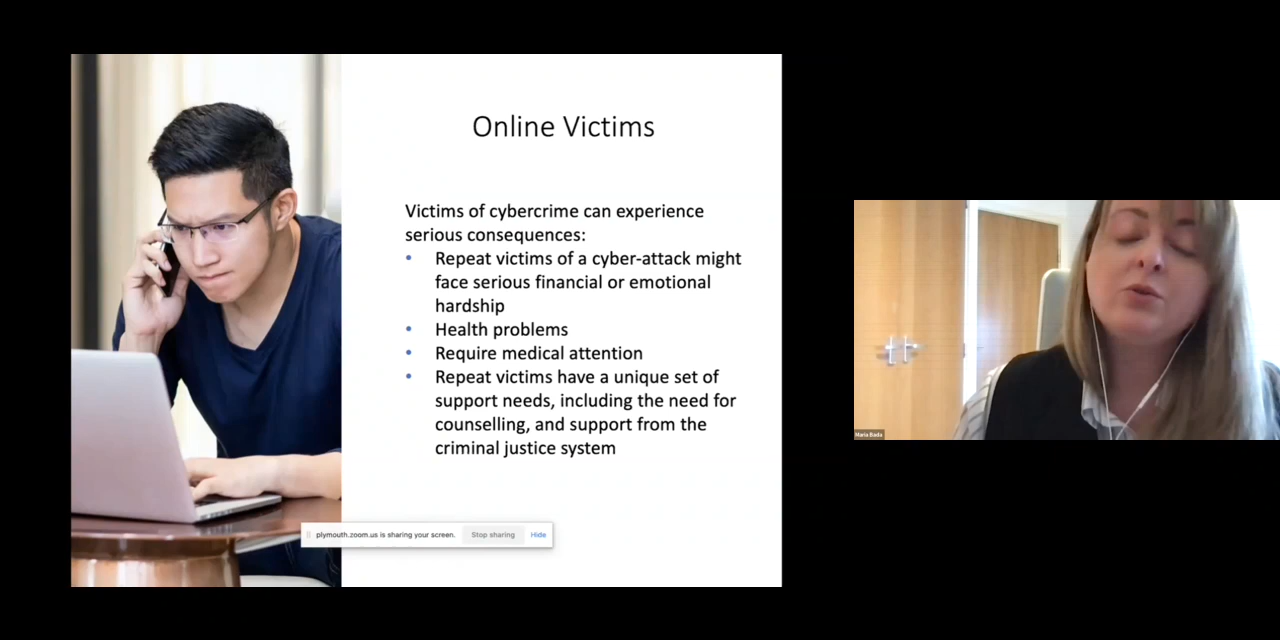 Online Victims
Victims of cybercrime can experience
serious consequences:
• Repeat victims of a cyber-attack might
face serious financial or emotional
hardship
• Health problems
• Require medical attention
• Repeat victims have a unique set of
support needs, including the need for
counselling, and support from the
criminal justice system
plymouth.zoom.us is sharing your screen. Stop sharing Hide
Maria Bada